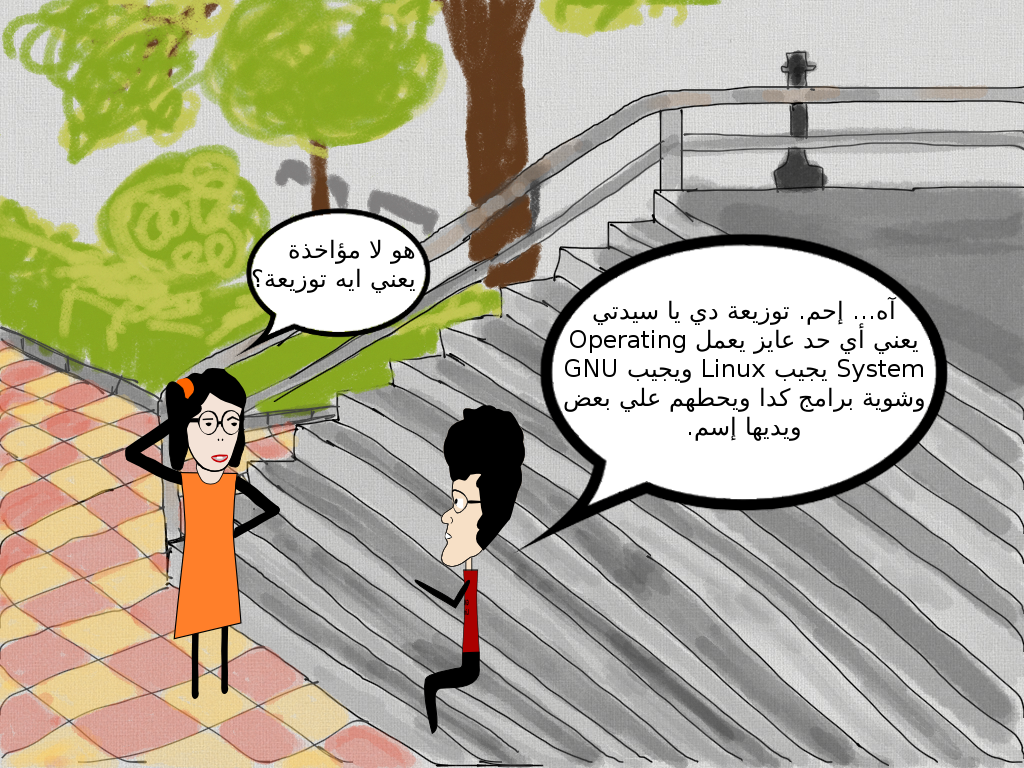 هو لا مؤاخذة
يعني ايه توزيعة؟
آه... إحم. توزيعة دي يا سيدتي
يعني أي حد عايز يعمل Operating
System يجيب Linux ويجيب GNU
وشوية برامج كدا ويحطهم علي بعض
ويديها إسم.